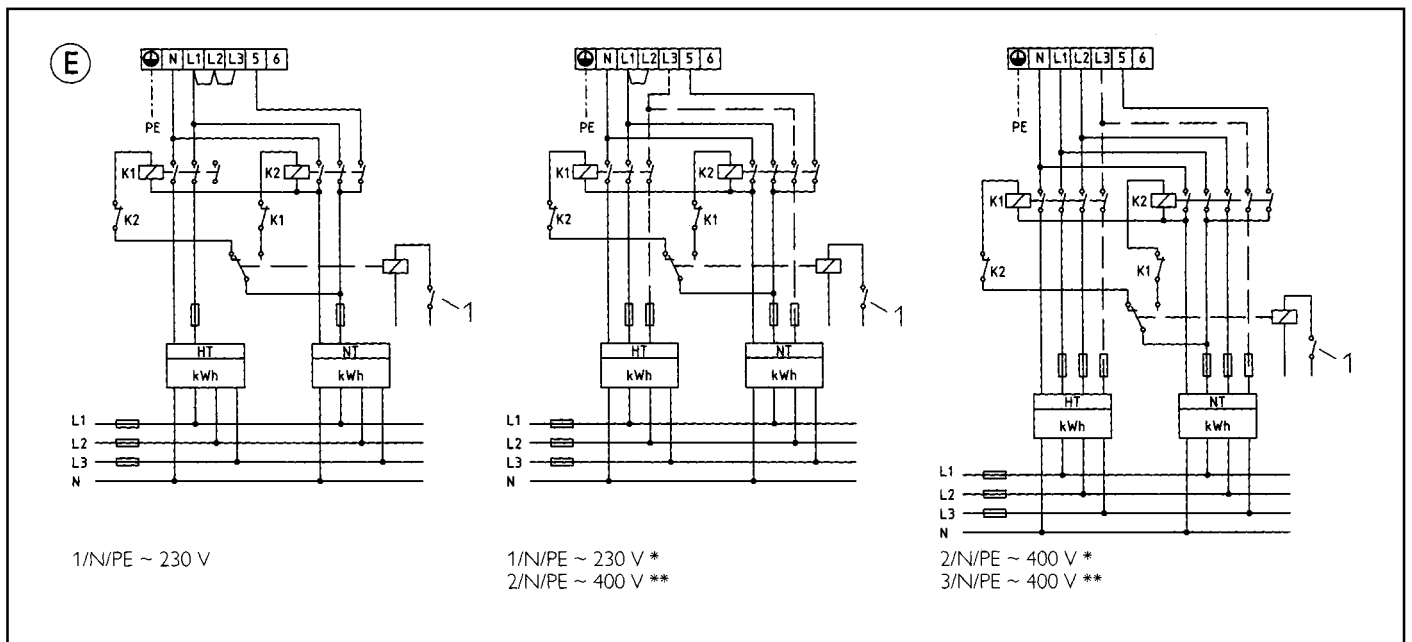 E
N L1 L2 L3 5 6
PE
K1 K2
K2 K1
1
HT NT
kWh kWh
L1
L2
L3
N
1/N/PE ~ 230 V
N L1 L2 L3 5 6
PE
K1 K2
K2 K1
1
HT NT
kWh kWh
L1
L2
L3
N
1/N/PE ~ 230 V *
2/N/PE ~ 400 V **
N L1 L2 L3 5 6
PE
K1 K2
K2 K1
1
HT NT
kWh kWh
L1
L2
L3
N
2/N/PE ~ 400 V *
3/N/PE ~ 400 V **